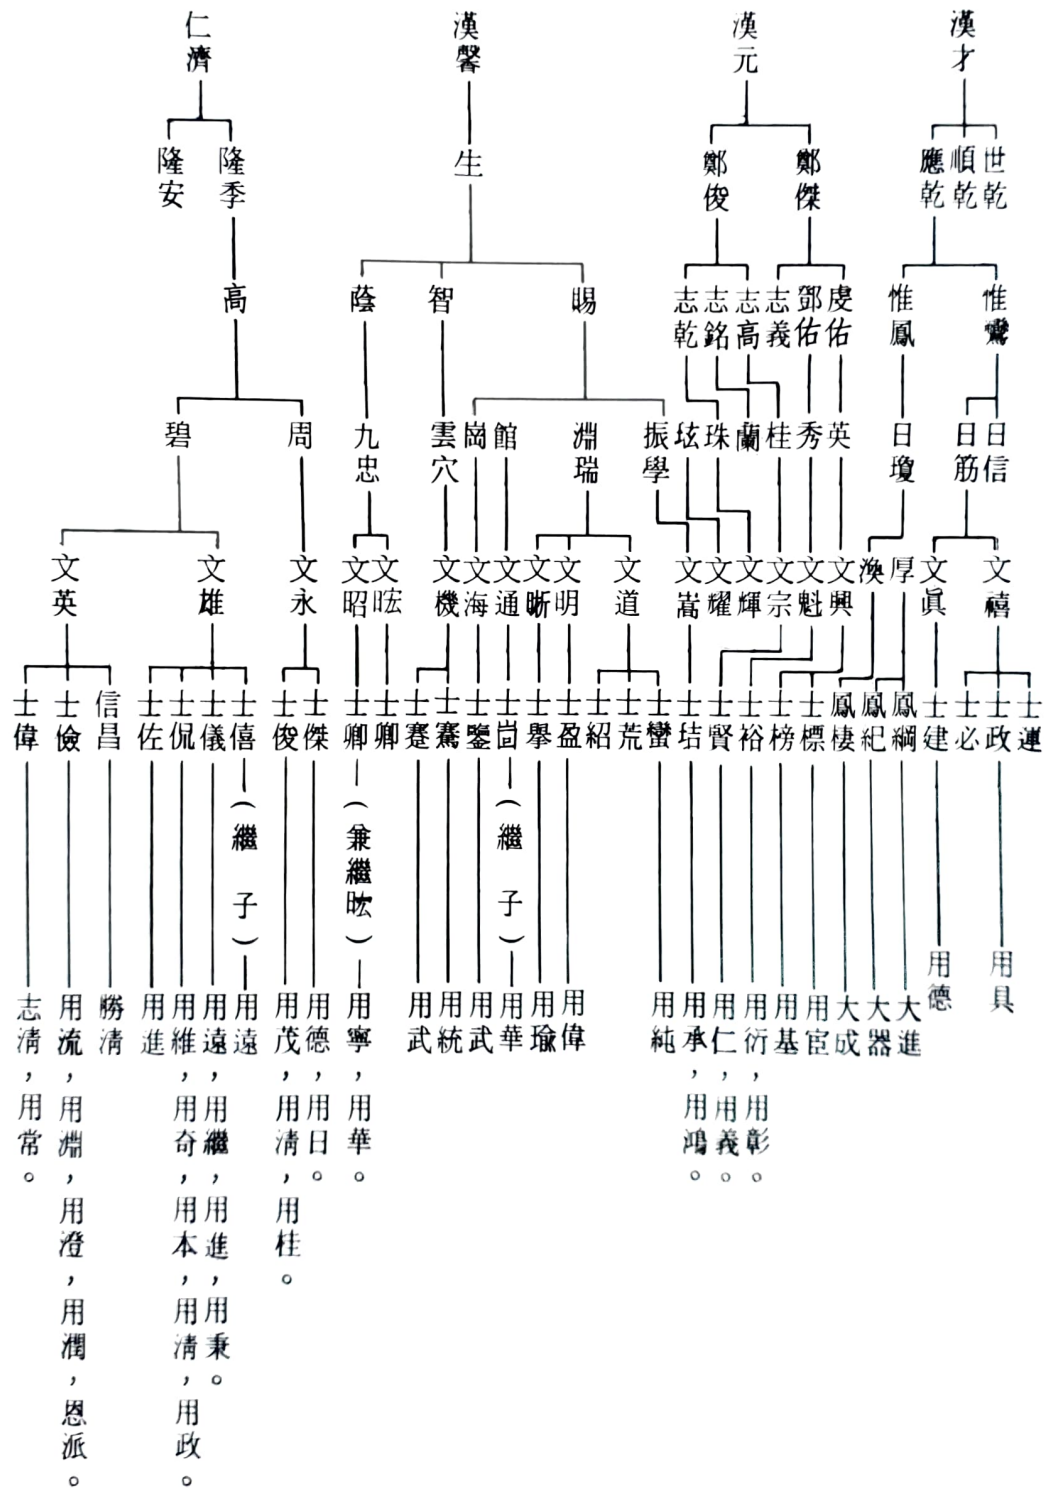 漢才
漢元
漢馨
仁濟
世乾
順乾
應乾
鄭傑
鄭俊
生
隆季
隆安
惟鸞
惟鳳
虔佑
鄧佑
志義
志高
志銘
志乾
賜
智
蔭
高
日信
日筋
日瓊
英
秀
桂
蘭
珠
玹
振學
淵瑞
館
崗
雲穴
九忠
周
碧
文禧
文眞
厚
渙
文興
文魁
文宗
文輝
文耀
文嵩
文道
文明
文晰
文通
文海
文機
文昡
文昭
文永
文雄
文英
士運
士政
士必
士建
鳳綱
鳳紀
鳳棲
士標
士榜
士裕
士賢
士㘫
士巒
士荒
士紹
士盈
士舉
士峕(繼子)
士鑒
士騫
士蹇
士卿
士卿(兼繼昡)
士傑
士俊
士僖(繼子)
士儀
士侃
士佐
信昌
士儉
士偉
用具
用德
大進
大器
大成
用宦
用基
用衍,用彰。
用仁,用義。
用承,用鴻。
用純
用偉
用瑜
用華
用武
用統
用武
用寧,用華。
用德,用日。
用茂,用淸,用桂。
用遠
用遠,用繼,用進,用秉。
用維,用奇,用本,用淸,用政。
用進
勝淸
用流,用淵,用澄,用潤,恩派。
志淸,用常。